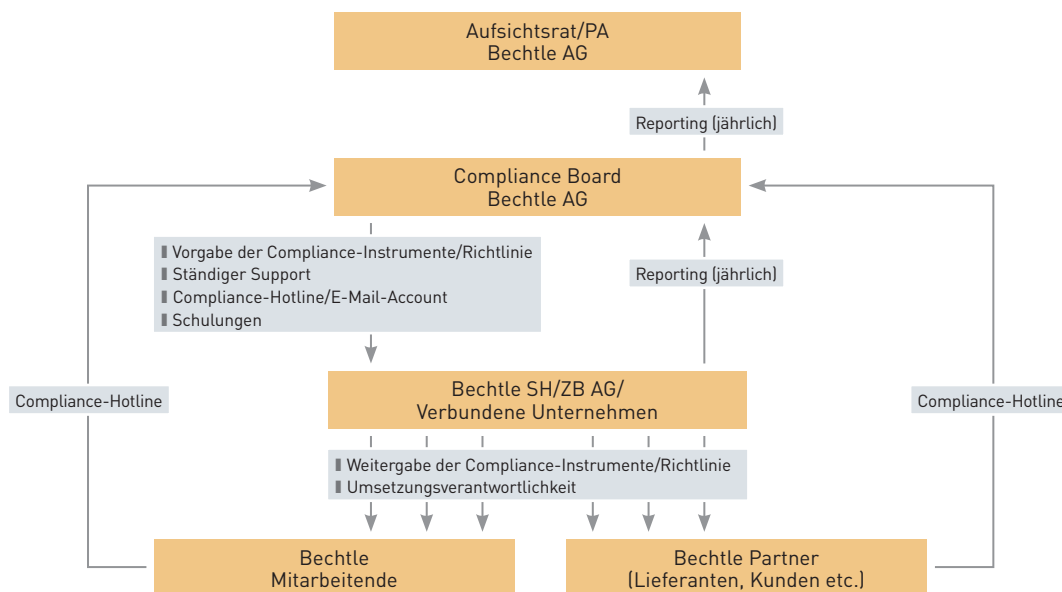 Aufsichtsrat/PA
Bechtle AG
Reporting (jährlich)
Compliance Board
Bechtle AG
Vorgabe der Compliance-Instrumente/Richtlinie
Ständiger Support
Compliance-Hotline/E-Mail-Account
Schulungen
Reporting (jährlich)
Bechtle SH/ZB AG/
Verbundene Unternehmen
Compliance-Hotline
Compliance-Hotline
Weitergabe der Compliance-Instrumente/Richtlinie
Umsetzungsverantwortlichkeit
Bechtle
Mitarbeitende
Bechtle Partner
(Lieferanten, Kunden etc.)